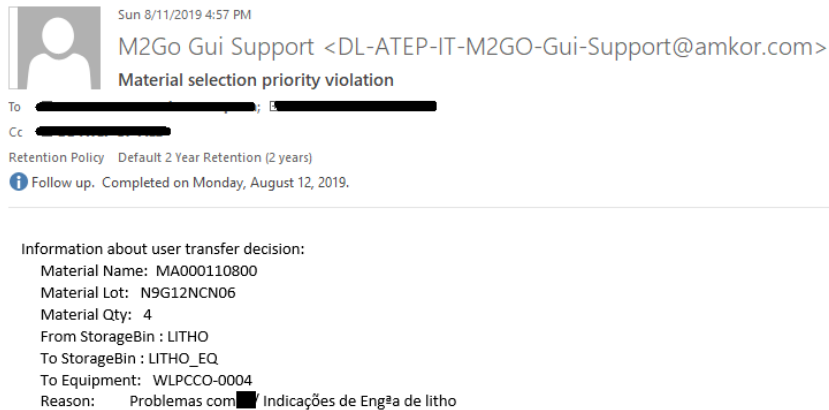 Sun 8/11/2019 4:57 PM
M2Go Gui Support <DL-ATEP-IT-M2GO-Gui-Support@amkor.com>
Material selection priority violation
To ;
Cc
Retention Policy Default 2 Year Retention (2 years)
Follow up. Completed on Monday, August 12, 2019.
Information about user transfer decision:
Material Name: MA000110800
Material Lot: N9G12NCN06
Material Qty: 4
From StorageBin : LITHO
To StorageBin : LITHO_EQ
To Equipment: WLPCCO-0004
Reason: Problemas com / Indicações de Engªa de litho